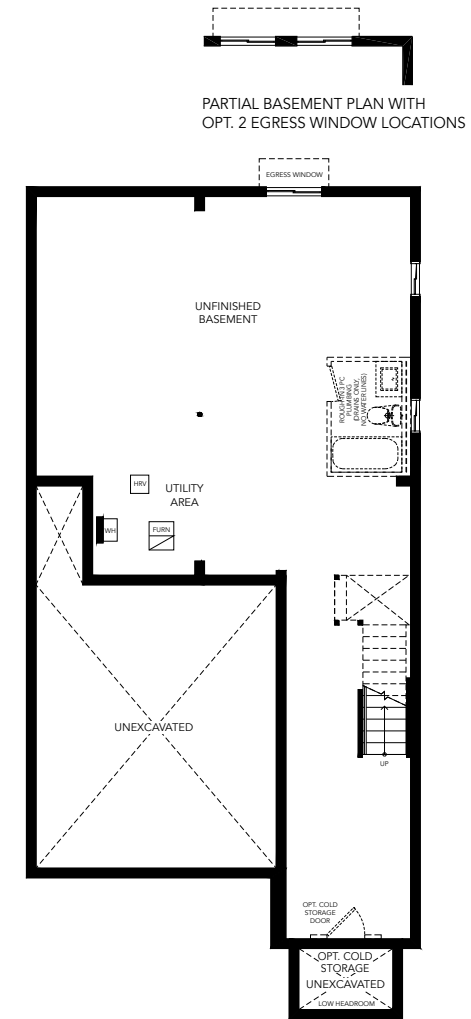 PARTIAL BASEMENT PLAN WITH
OPT. 2 EGRESS WINDOW LOCATIONS
EGRESS WINDOW
UNFINISHED
BASEMENT
ROUGH-IN 3 PC
PLUMBING
(DRAINS ONLY,
NO WATER LINES)
HRV
UTILITY
AREA
WH
FURN
UNEXCAVATED
UP
OPT. COLD
STORAGE
DOOR
OPT. COLD
STORAGE
UNEXCAVATED
LOW HEADROOM